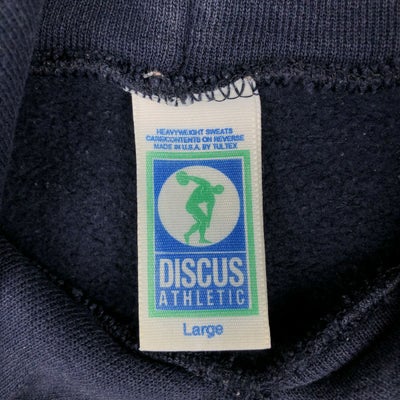 HEAVYWEIGHT SWEATS
CARE/CONTENTS ON REVERSE
MADE IN U.S.A. BY TULTEX
DISCUS
ATHLETIC
Large